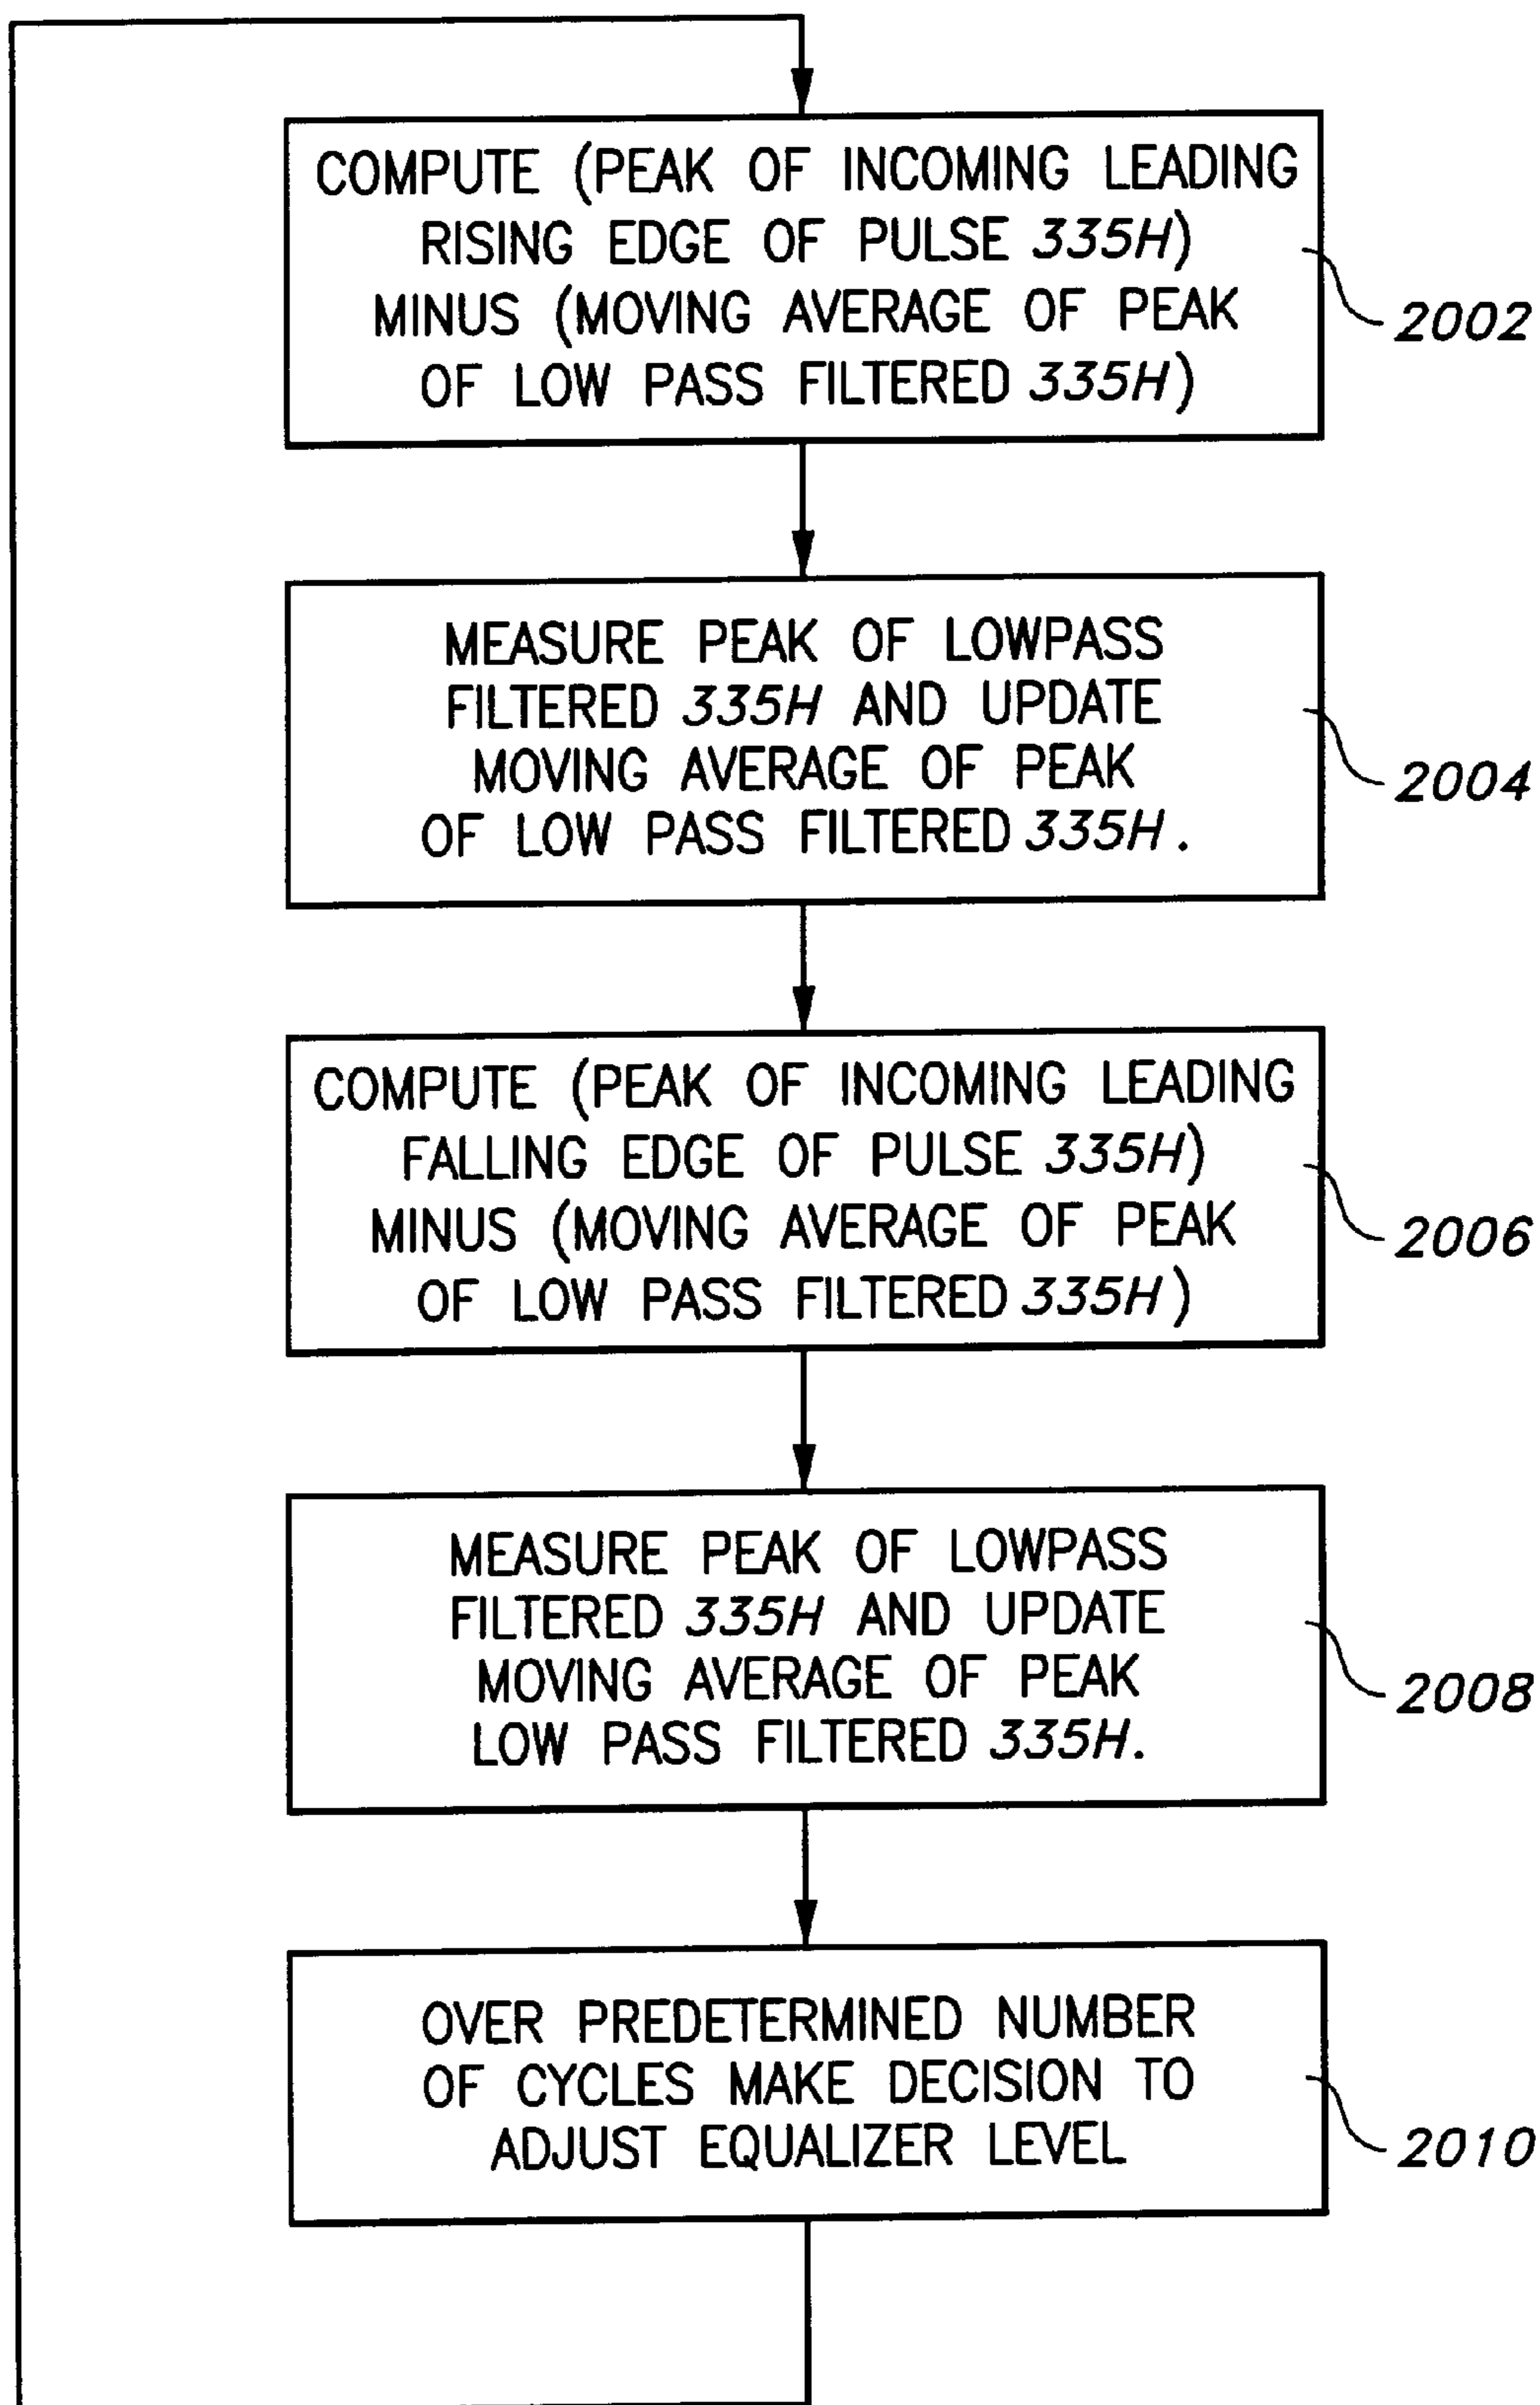 COMPUTE (PEAK OF INCOMING LEADING
RISING EDGE OF PULSE 335H)
MINUS (MOVING AVERAGE OF PEAK
OF LOW PASS FILTERED 335H)
2002
MEASURE PEAK OF LOWPASS
FILTERED 335H AND UPDATE
MOVING AVERAGE OF PEAK
OF LOW PASS FILTERED 335H.
2004
COMPUTE (PEAK OF INCOMING LEADING
FALLING EDGE OF PULSE 335H)
MINUS (MOVING AVERAGE OF PEAK
OF LOW PASS FILTERED 335H)
2006
MEASURE PEAK OF LOWPASS
FILTERED 335H AND UPDATE
MOVING AVERAGE OF PEAK
LOW PASS FILTERED 335H.
2008
OVER PREDETERMINED NUMBER
OF CYCLES MAKE DECISION TO
ADJUST EQUALIZER LEVEL
2010